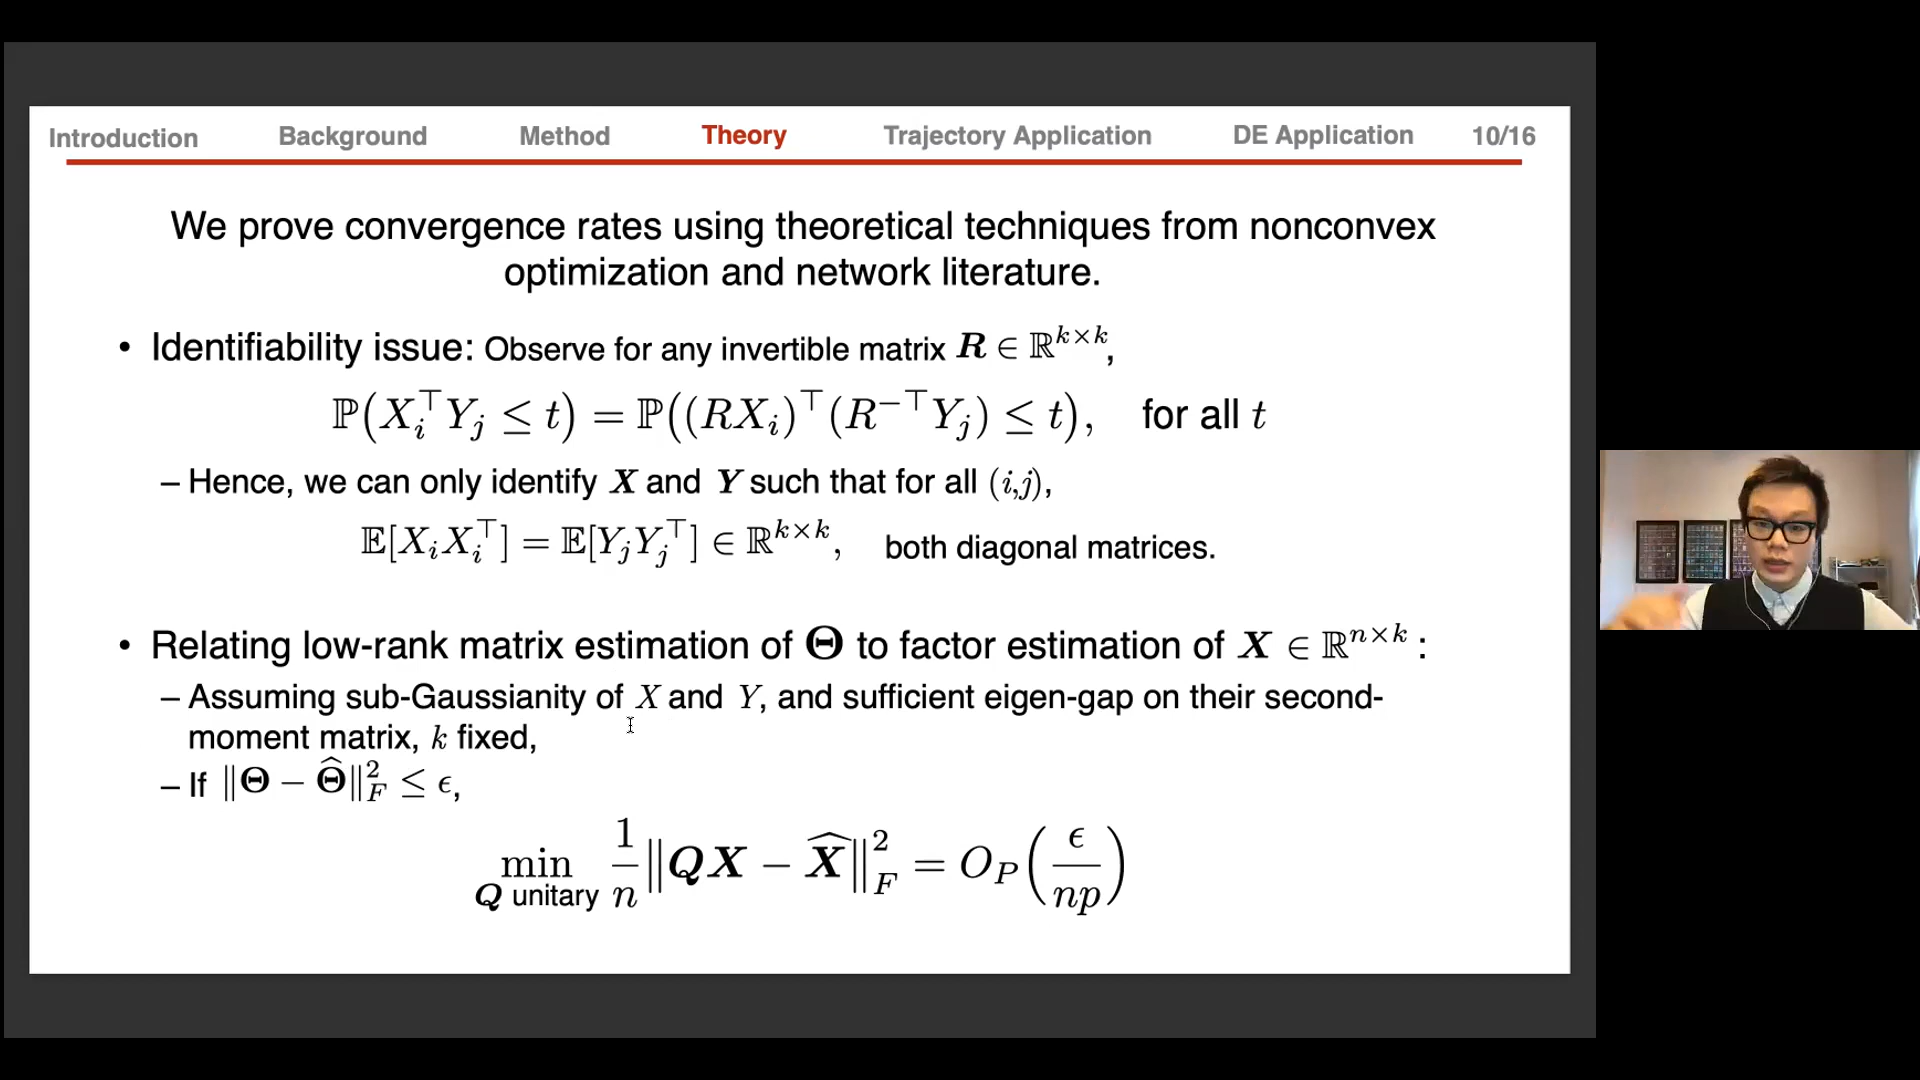 Introduction Background Method Theory Trajectory Application DE Application 10/16
We prove convergence rates using theoretical techniques from nonconvex
optimization and network literature.
• Identifiability issue: Observe for any invertible matrix R ∈ ℝ^{k×k},
ℙ(X_i^⊤ Y_j ≤ t) = ℙ((RX_i)^⊤(R^{−⊤}Y_j) ≤ t), for all t
– Hence, we can only identify X and Y such that for all (i,j),
𝔼[X_i X_i^⊤] = 𝔼[Y_j Y_j^⊤] ∈ ℝ^{k×k}, both diagonal matrices.
• Relating low-rank matrix estimation of Θ to factor estimation of X ∈ ℝ^{n×k} :
– Assuming sub-Gaussianity of X and Y, and sufficient eigen-gap on their second-
moment matrix, k fixed,
– If ‖Θ − Θ̂‖_F^2 ≤ ϵ,
min_{Q unitary} 1/n ‖QX − X̂‖_F^2 = O_P(ϵ/np)